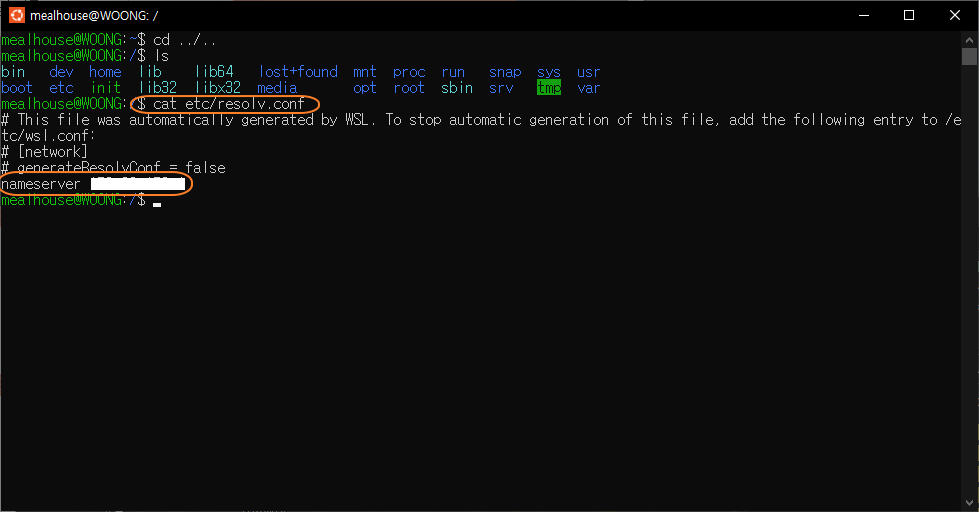 mealhouse@WOONG: /
mealhouse@WOONG:~$ cd ../..
mealhouse@WOONG:/$ ls
bin dev home lib lib64 lost+found mnt proc run snap sys usr
boot etc init lib32 libx32 media opt root sbin srv tmp var
mealhouse@WOONG:/$ cat etc/resolv.conf
# This file was automatically generated by WSL. To stop automatic generation of this file, add the following entry to /e
tc/wsl.conf:
# [network]
# generateResolvConf = false
nameserver
mealhouse@WOONG:/$